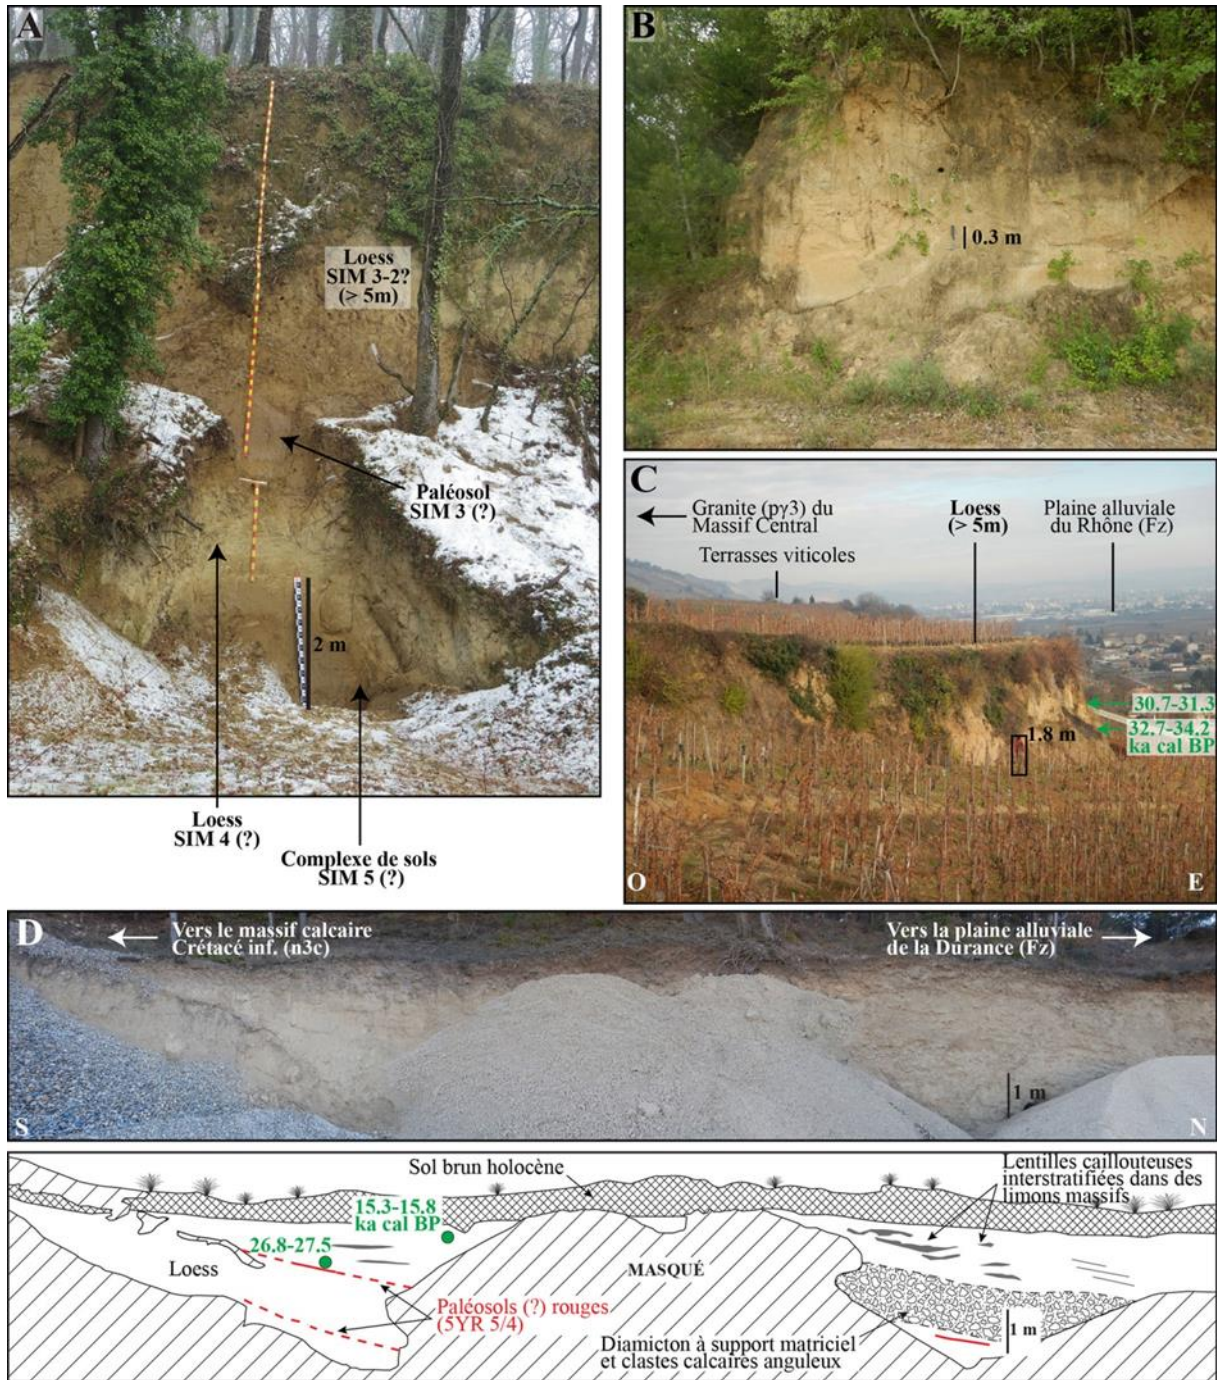 A
Loess
SIM 3-2?
(> 5m)
Paléosol
SIM 3 (?)
2 m
Loess
SIM 4 (?)
Complexe de sols
SIM 5 (?)
B
0.3 m
C
Granite (pγ3) du
Massif Central
Terrasses viticoles
Loess
(> 5m)
Plaine alluviale
du Rhône (Fz)
30.7-31.3
32.7-34.2
ka cal BP
1.8 m
O
E
D
Vers le massif calcaire
Crétacé inf. (n3c)
Vers la plaine alluviale
de la Durance (Fz)
1 m
S
N
Sol brun holocène
Lentilles caillouteuses
interstratifiées dans des
limons massifs
15.3-15.8
ka cal BP
26.8-27.5
Loess
MASQUÉ
Paléosols (?) rouges
(5YR 5/4)
Diamicton à support matriciel
et clastes calcaires anguleux
1 m